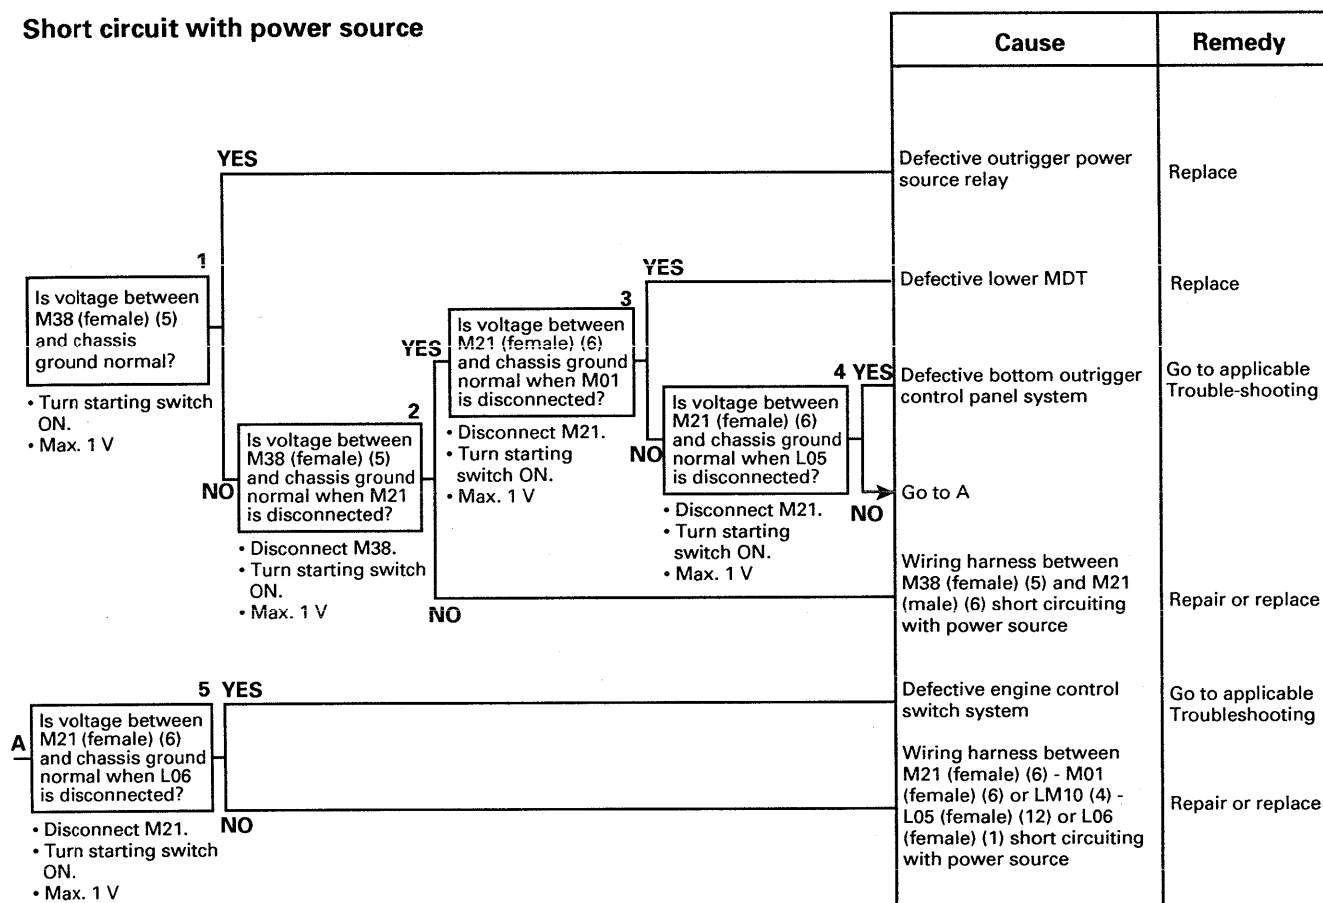 Short circuit with power source
Cause
Remedy
YES
Defective outrigger power
source relay
Replace
1
Is voltage between
M38 (female) (5)
and chassis
ground normal?
• Turn starting switch
ON.
• Max. 1 V
NO
2
Is voltage between
M38 (female) (5)
and chassis ground
normal when M21
is disconnected?
• Disconnect M38.
• Turn starting switch
ON.
• Max. 1 V
YES
3
Is voltage between
M21 (female) (6)
and chassis ground
normal when M01
is disconnected?
• Disconnect M21.
• Turn starting
switch ON.
• Max. 1 V
YES
Defective lower MDT
Replace
NO
4 YES
Is voltage between
M21 (female) (6)
and chassis ground
normal when L05
is disconnected?
• Disconnect M21.
• Turn starting
switch ON.
• Max. 1 V
Defective bottom outrigger
control panel system
Go to applicable
Trouble-shooting
NO
Go to A
NO
Wiring harness between
M38 (female) (5) and M21
(male) (6) short circuiting
with power source
Repair or replace
A
5 YES
Is voltage between
M21 (female) (6)
and chassis ground
normal when L06
is disconnected?
• Disconnect M21.
• Turn starting switch
ON.
• Max. 1 V
Defective engine control
switch system
Go to applicable
Troubleshooting
NO
Wiring harness between
M21 (female) (6) - M01
(female) (6) or LM10 (4) -
L05 (female) (12) or L06
(female) (1) short circuiting
with power source
Repair or replace